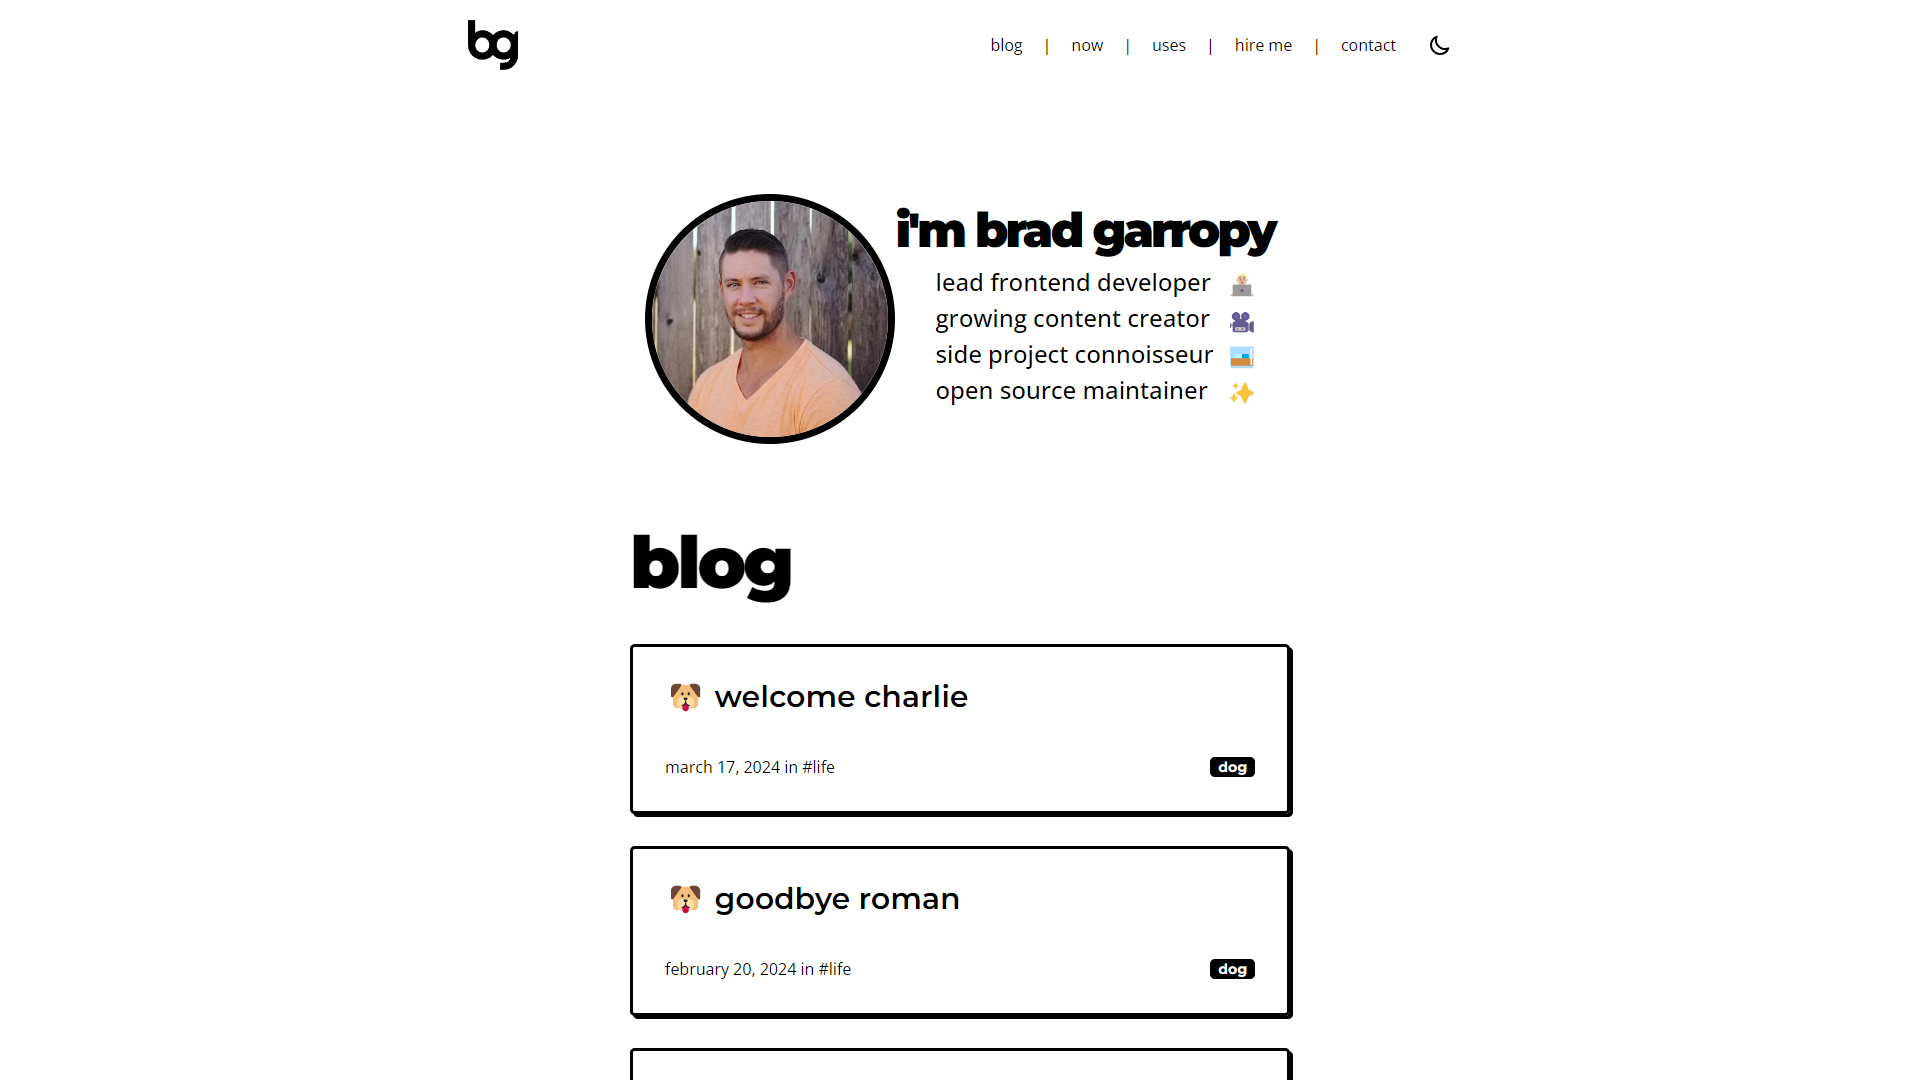 bg
blog | now | uses | hire me | contact
i'm brad garropy
lead frontend developer
growing content creator
side project connoisseur
open source maintainer
blog
welcome charlie
march 17, 2024 in #life
dog
goodbye roman
february 20, 2024 in #life
dog